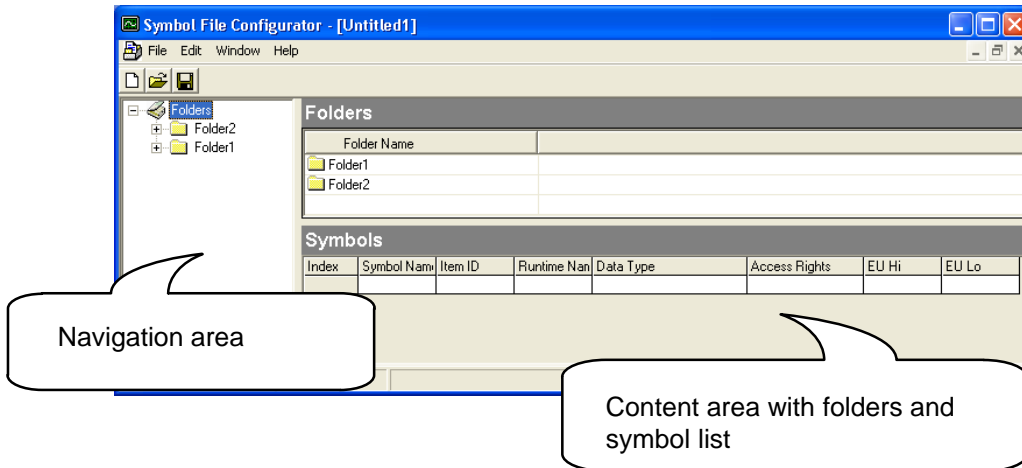 Symbol File Configurator - [Untitled1]
File Edit Window Help
Folders
Folder2
Folder1
Folders
Folder Name
Folder1
Folder2
Symbols
Index Symbol Nam Item ID Runtime Nan Data Type Access Rights EU Hi EU Lo
Navigation area
Content area with folders and
symbol list